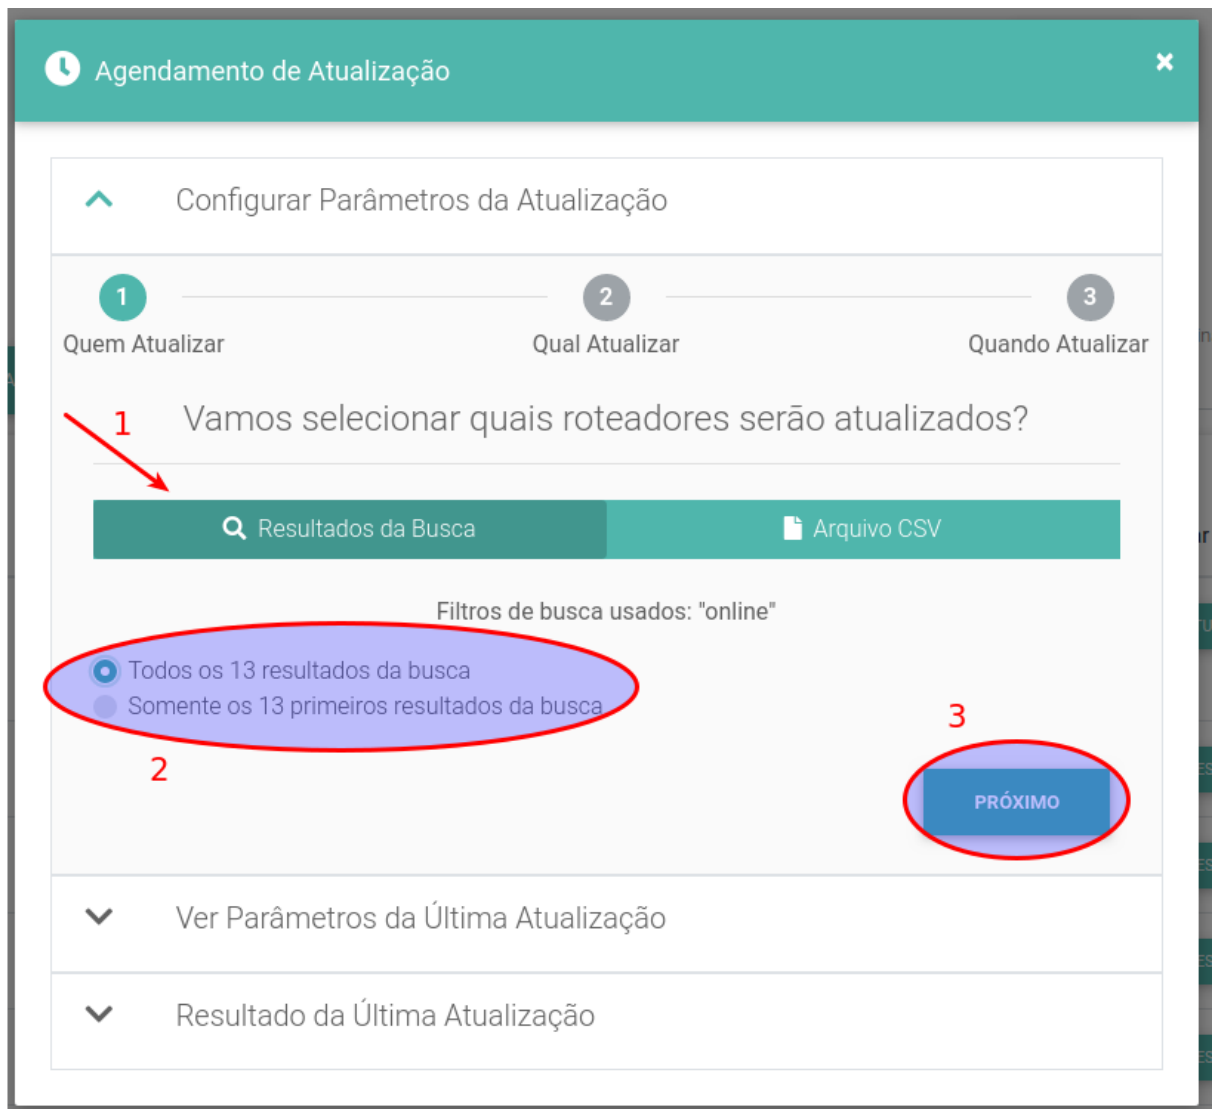 Agendamento de Atualização
×
Configurar Parâmetros da Atualização
1
2
3
Quem Atualizar
Qual Atualizar
Quando Atualizar
1
Vamos selecionar quais roteadores serão atualizados?
Resultados da Busca
Arquivo CSV
Filtros de busca usados: "online"
Todos os 13 resultados da busca
Somente os 13 primeiros resultados da busca
2
3
PRÓXIMO
Ver Parâmetros da Última Atualização
Resultado da Última Atualização